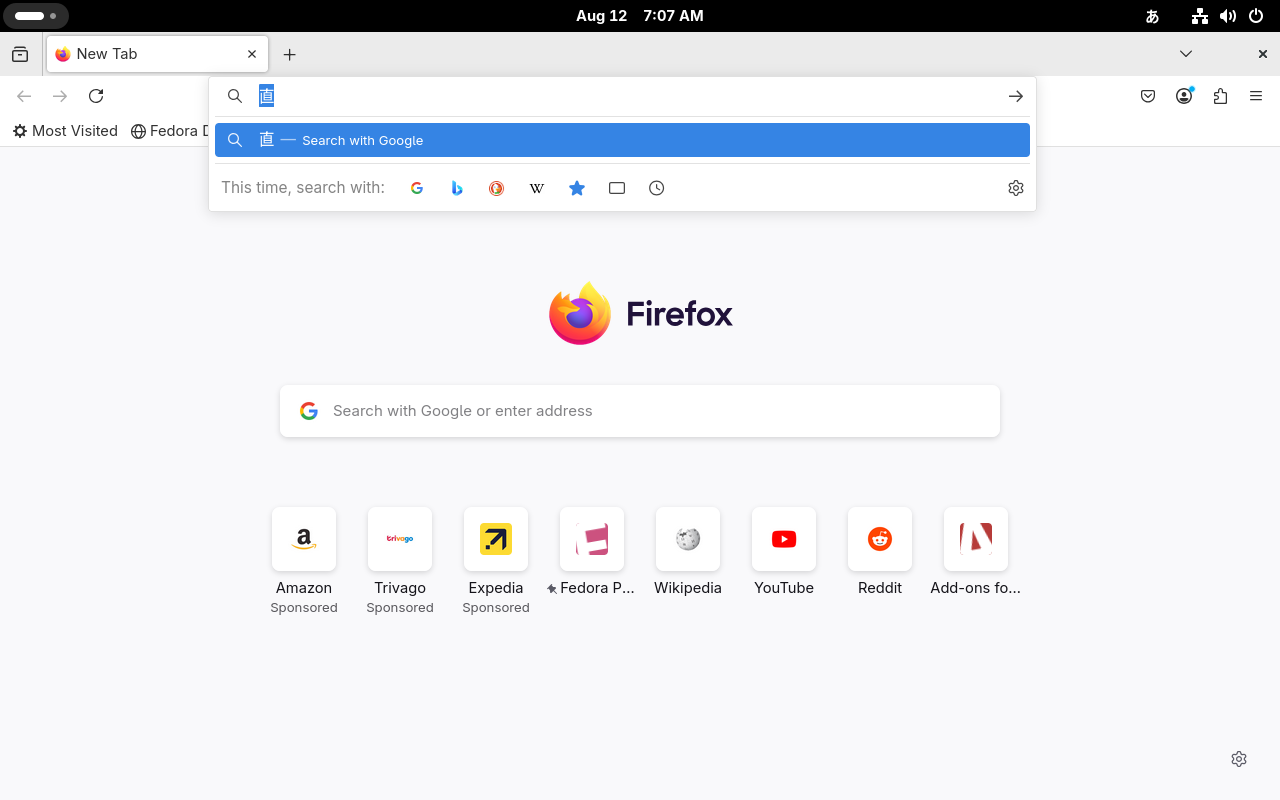 Aug 12 7:07 AM あ
New Tab
直
直 — Search with Google
Most Visited Fedora D
This time, search with:
Firefox
Search with Google or enter address
Amazon Trivago Expedia Fedora P... Wikipedia YouTube Reddit Add-ons fo...
Sponsored Sponsored Sponsored